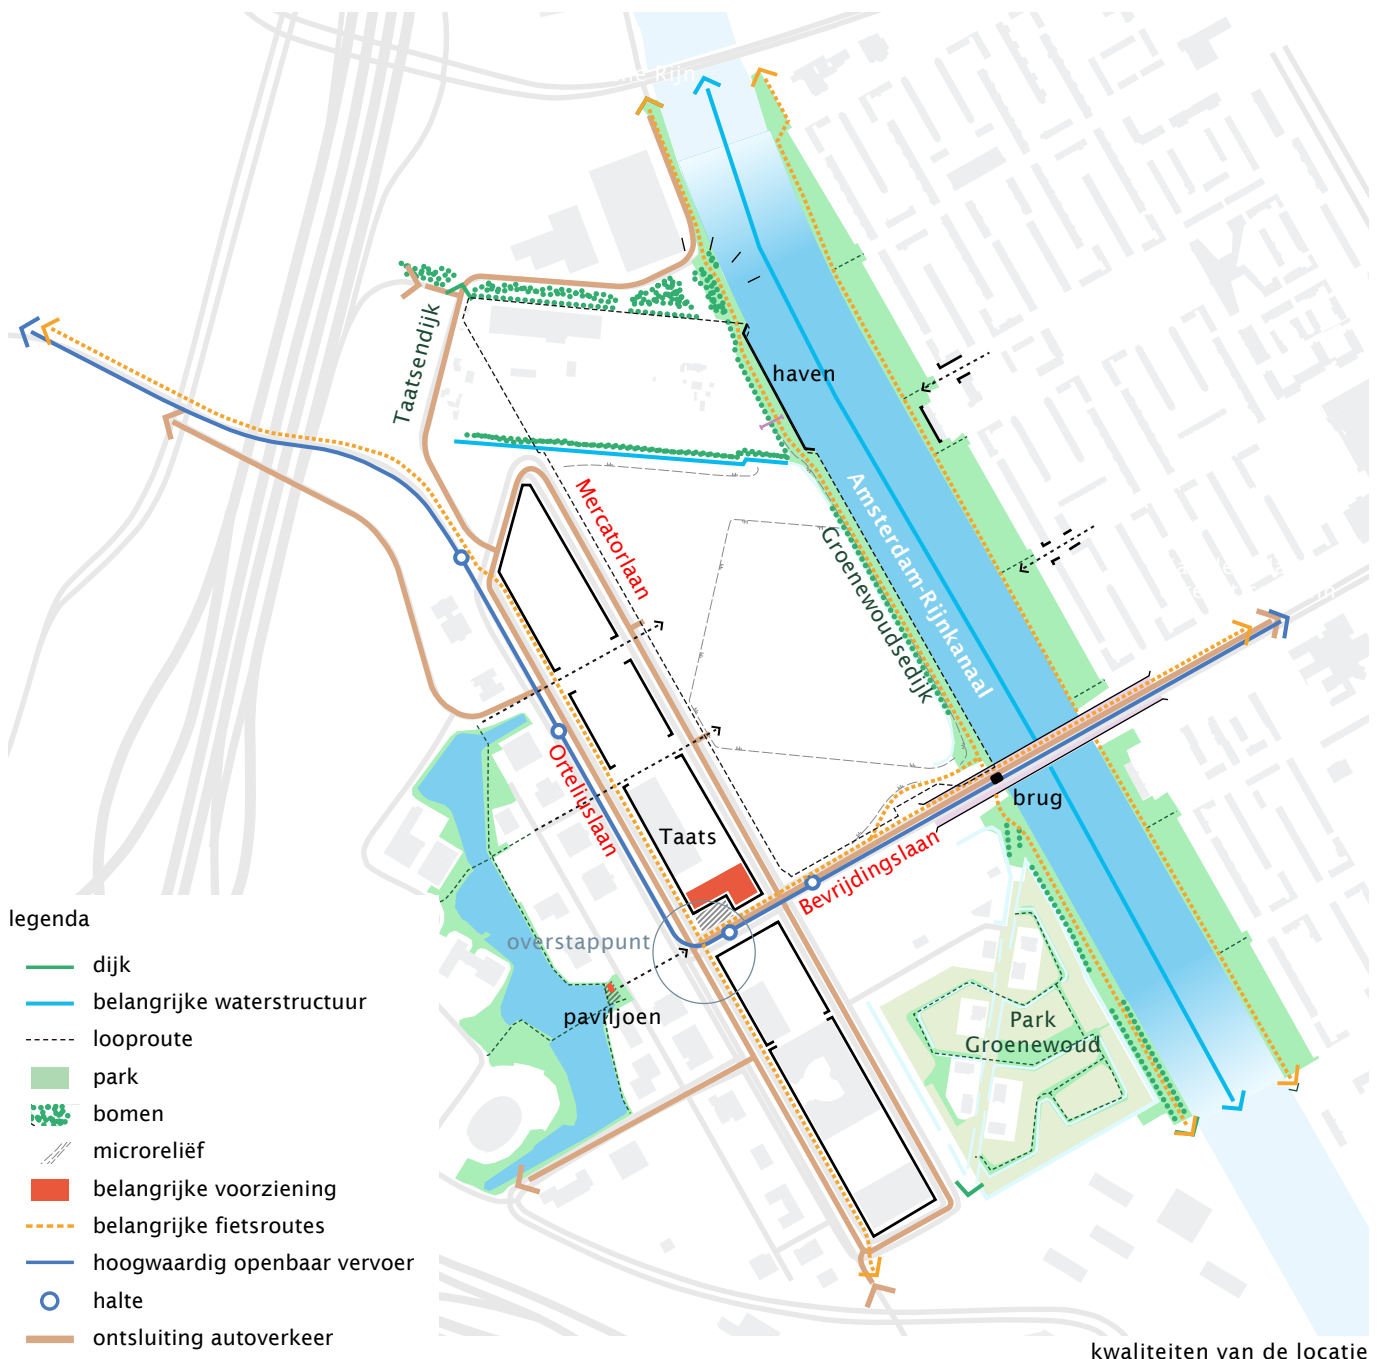 Taatsendijk
haven
Mercatorlaan
Amsterdam-Rijnkanaal
Groenewoudsedijk
Orteliuslaan
Taats
brug
Bevrijdingslaan
overstappunt
paviljoen
Park
Groenewoud
legenda
dijk
belangrijke waterstructuur
looproute
park
bomen
microreliëf
belangrijke voorziening
belangrijke fietsroutes
hoogwaardig openbaar vervoer
halte
ontsluiting autoverkeer
kwaliteiten van de locatie